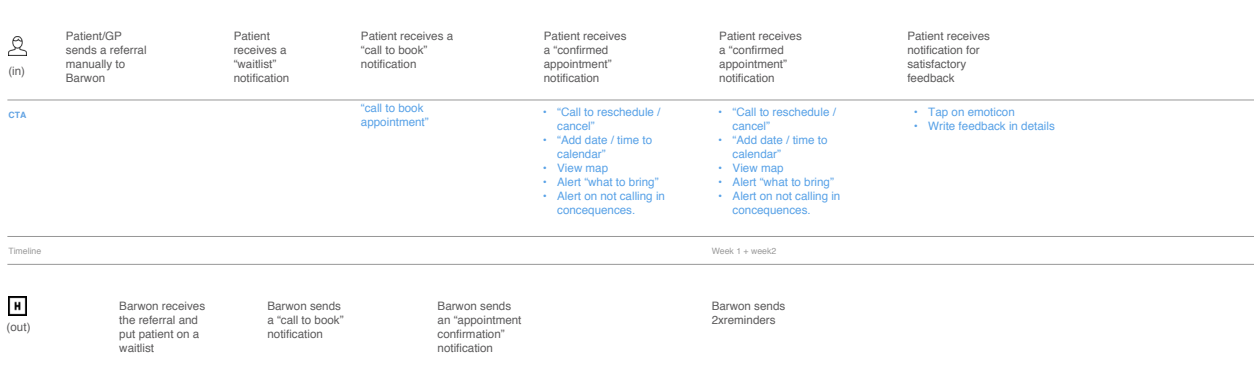 Patient/GP
sends a referral
manually to
Barwon
Patient
receives a
“waitlist”
notification
Patient receives a
“call to book”
notification
Patient receives
a “confirmed
appointment”
notification
Patient receives
a “confirmed
appointment”
notification
Patient receives
notification for
satisfactory
feedback
(in)
CTA
“call to book
appointment”
• “Call to reschedule /
cancel”
• “Add date / time to
calendar”
• View map
• Alert “what to bring”
• Alert on not calling in
concequences.
• “Call to reschedule /
cancel”
• “Add date / time to
calendar”
• View map
• Alert “what to bring”
• Alert on not calling in
concequences.
• Tap on emoticon
• Write feedback in details
Timeline
Week 1 + week2
H
(out)
Barwon receives
the referral and
put patient on a
waitlist
Barwon sends
a “call to book”
notification
Barwon sends
an “appointment
confirmation”
notification
Barwon sends
2xreminders